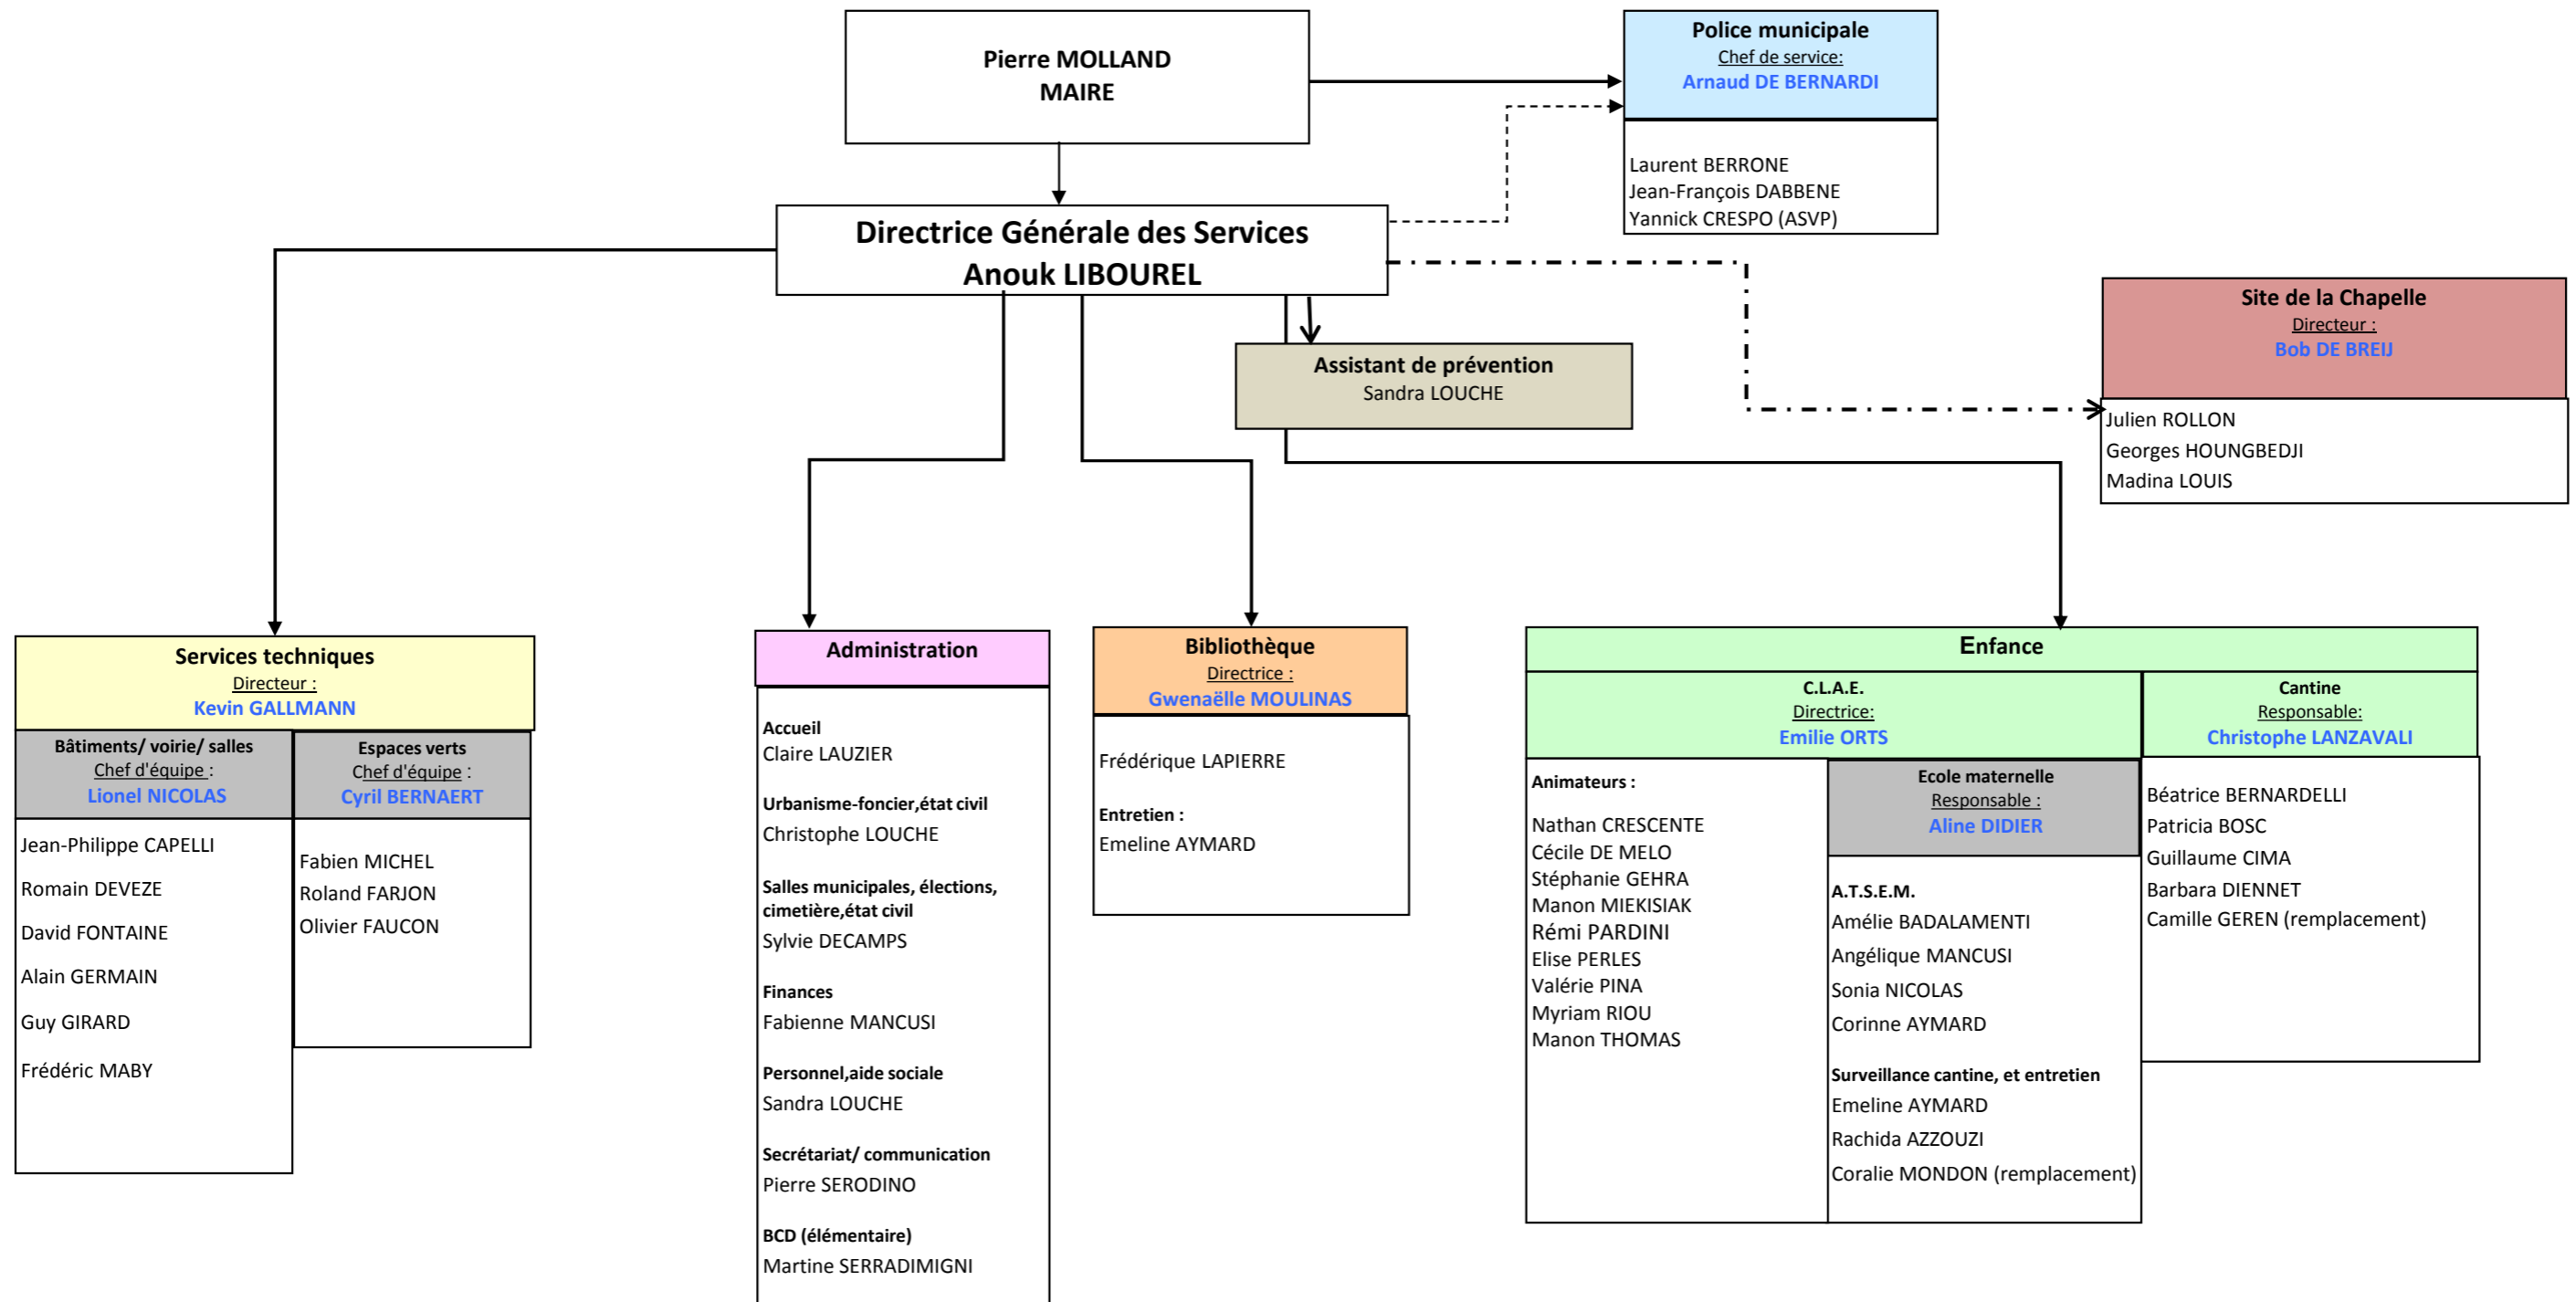 Pierre MOLLAND
MAIRE
Police municipale
Chef de service:
Arnaud DE BERNARDI
Laurent BERRONE
Jean-François DABBENE
Yannick CRESPO (ASVP)
Directrice Générale des Services
Anouk LIBOUREL
Site de la Chapelle
Directeur :
Bob DE BREIJ
Julien ROLLON
Georges HOUNGBEDJI
Madina LOUIS
Assistant de prévention
Sandra LOUCHE
Services techniques
Directeur :
Kevin GALLMANN
Bâtiments/ voirie/ salles
Chef d'équipe :
Lionel NICOLAS
Jean-Philippe CAPELLI
Romain DEVEZE
David FONTAINE
Alain GERMAIN
Guy GIRARD
Frédéric MABY
Espaces verts
Chef d'équipe :
Cyril BERNAERT
Fabien MICHEL
Roland FARJON
Olivier FAUCON
Administration
Accueil
Claire LAUZIER
Urbanisme-foncier,état civil
Christophe LOUCHE
Salles municipales, élections,
cimetière,état civil
Sylvie DECAMPS
Finances
Fabienne MANCUSI
Personnel,aide sociale
Sandra LOUCHE
Secrétariat/ communication
Pierre SERODINO
BCD (élémentaire)
Martine SERRADIMIGNI
Bibliothèque
Directrice :
Gwenaëlle MOULINAS
Frédérique LAPIERRE
Entretien :
Emeline AYMARD
Enfance
C.L.A.E.
Directrice:
Emilie ORTS
Animateurs :
Nathan CRESCENTE
Cécile DE MELO
Stéphanie GEHRA
Manon MIEKISIAK
Rémi PARDINI
Elise PERLES
Valérie PINA
Myriam RIOU
Manon THOMAS
Ecole maternelle
Responsable :
Aline DIDIER
A.T.S.E.M.
Amélie BADALAMENTI
Angélique MANCUSI
Sonia NICOLAS
Corinne AYMARD
Surveillance cantine, et entretien
Emeline AYMARD
Rachida AZZOUZI
Coralie MONDON (remplacement)
Cantine
Responsable:
Christophe LANZAVALI
Béatrice BERNARDELLI
Patricia BOSC
Guillaume CIMA
Barbara DIENNET
Camille GEREN (remplacement)